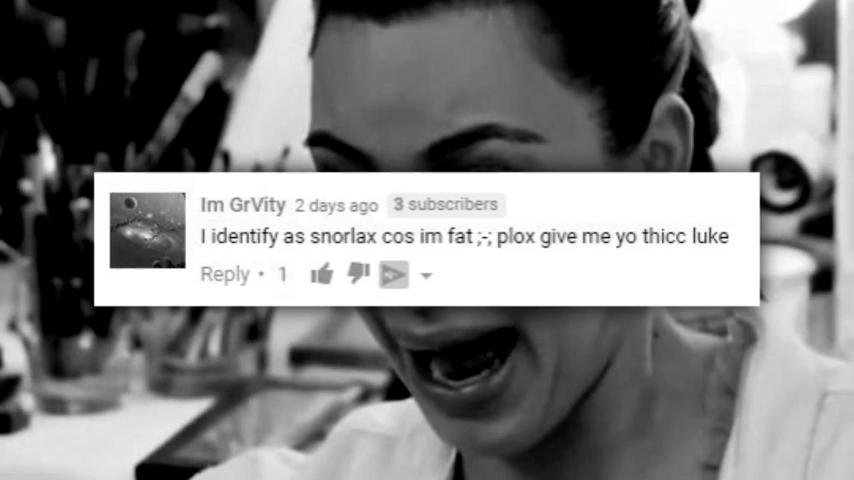 Im GrVity 2 days ago 3 subscribers
I identify as snorlax cos im fat ;-; plox give me yo thicc luke
Reply • 1